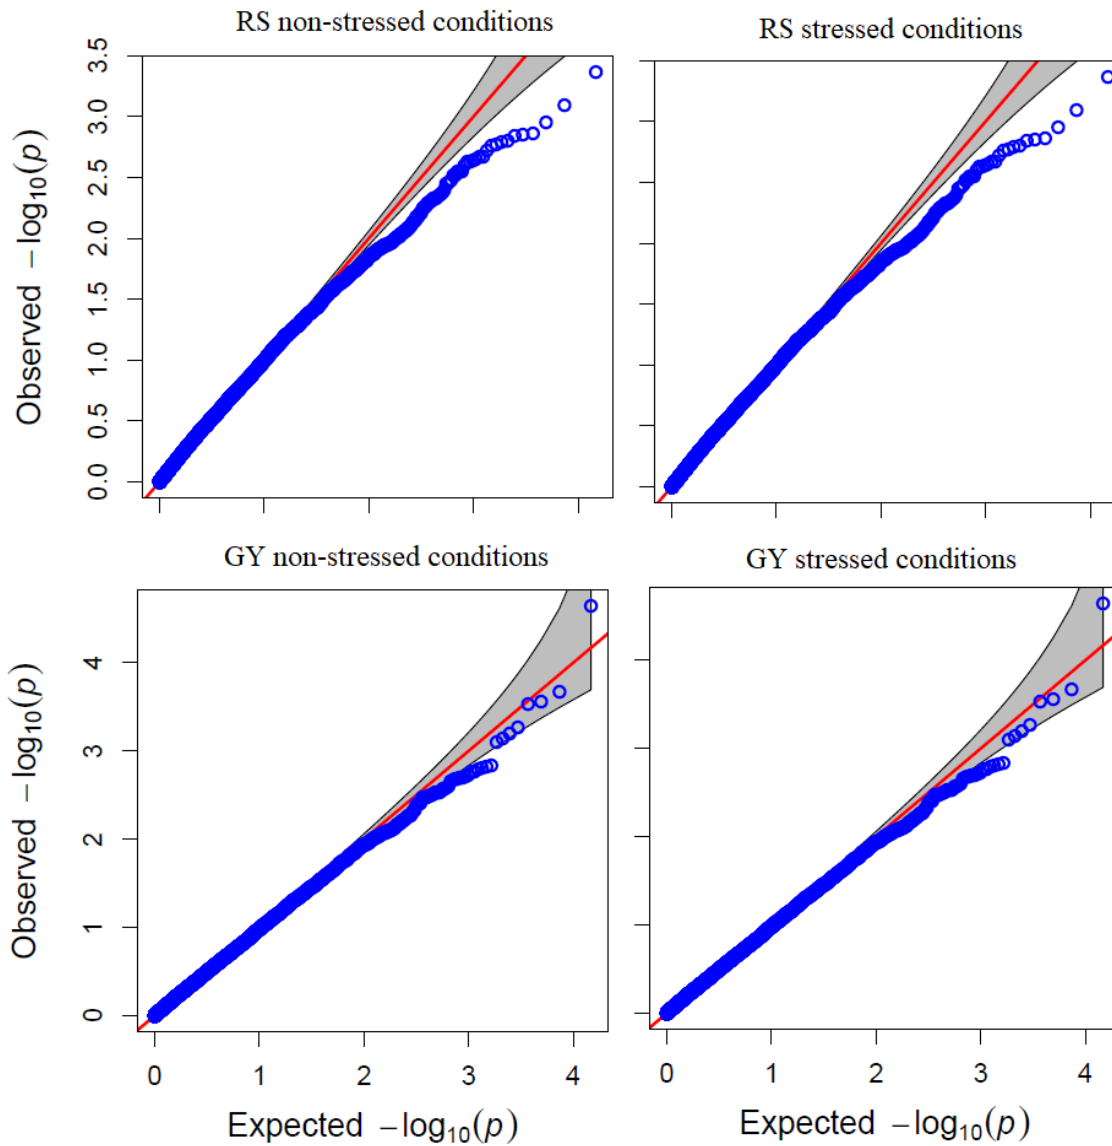 RS non-stressed conditions
RS stressed conditions
3.5
3.0
2.5
2.0
1.5
1.0
0.5
0.0
Observed −log10(p)
GY non-stressed conditions
GY stressed conditions
4
3
2
1
0
Observed −log10(p)
0 1 2 3 4
0 1 2 3 4
Expected −log10(p)
Expected −log10(p)